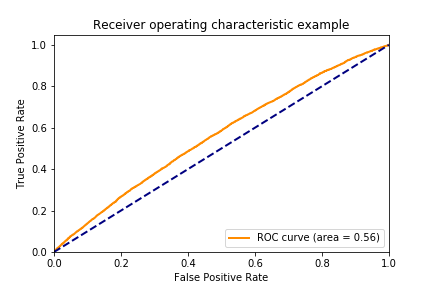 Receiver operating characteristic example
1.0
0.8
0.6
0.4
0.2
0.0
True Positive Rate
ROC curve (area = 0.56)
0.0 0.2 0.4 0.6 0.8 1.0
False Positive Rate